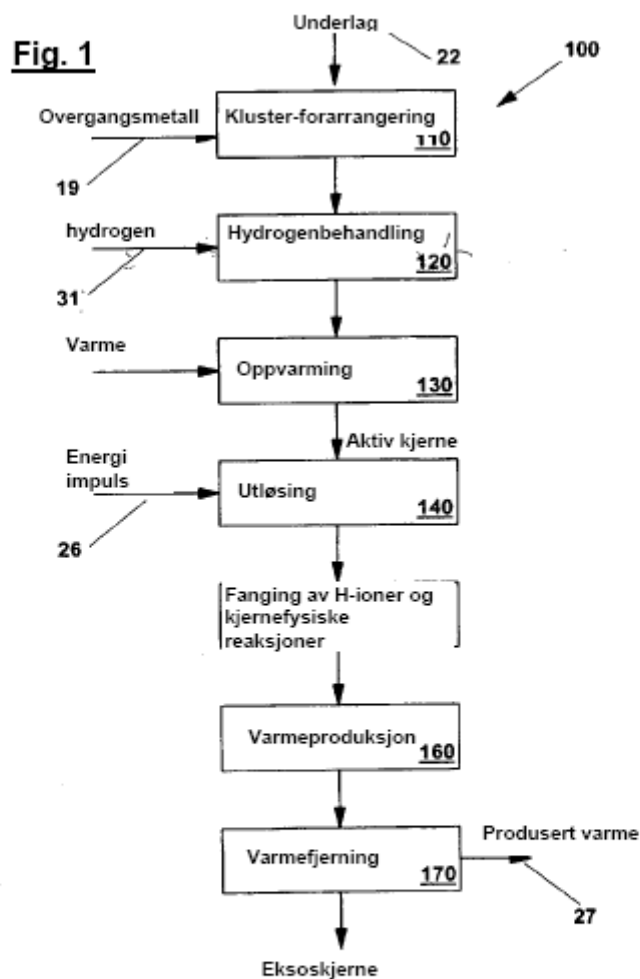 Underlag
22
Fig. 1
100
Overgangsmetall
Kluster-forarrangering
110
19
hydrogen
Hydrogenbehandling
120
31
Varme
Oppvarming
130
Aktiv kjerne
Energi
impuls
Utløsing
140
26
Fanging av H-ioner og
kjernefysiske
reaksjoner
Varmeproduksjon
160
Produsert varme
Varmefjerning
170
27
Eksoskjerne